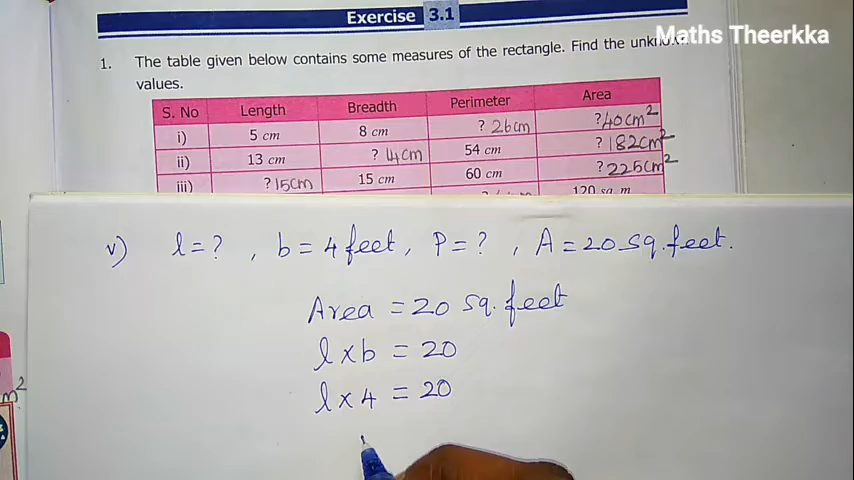 Exercise 3.1
Maths Theerkka
1. The table given below contains some measures of the rectangle. Find the
values.
S. No Length Breadth Perimeter Area
i) 5 cm 8 cm ? 26cm ? 40cm²
ii) 13 cm ? 14cm 54 cm ? 182cm²
iii) ? 15cm 15 cm 60 cm ? 225cm²
120 sq. m
v) l = ? , b = 4 feet, P = ? , A = 20 sq. feet.
Area = 20 sq. feet
l x b = 20
l x 4 = 20
m²